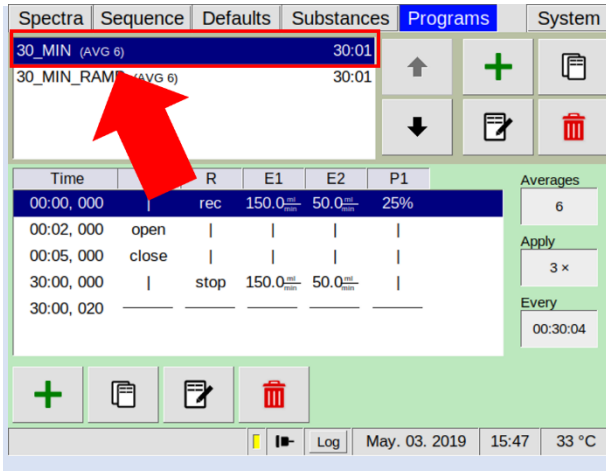 Spectra Sequence Defaults Substances Programs System
30_MIN (AVG 6) 30:01
30_MIN_RAMP (AVG 6) 30:01
Time R E1 E2 P1
00:00, 000 | rec 150.0 ml/min 50.0 ml/min 25%
00:02, 000 open | | | |
00:05, 000 close | | | |
30:00, 000 | stop 150.0 ml/min 50.0 ml/min |
30:00, 020
Averages
6
Apply
3 ×
Every
00:30:04
Log May. 03. 2019 15:47 33 °C